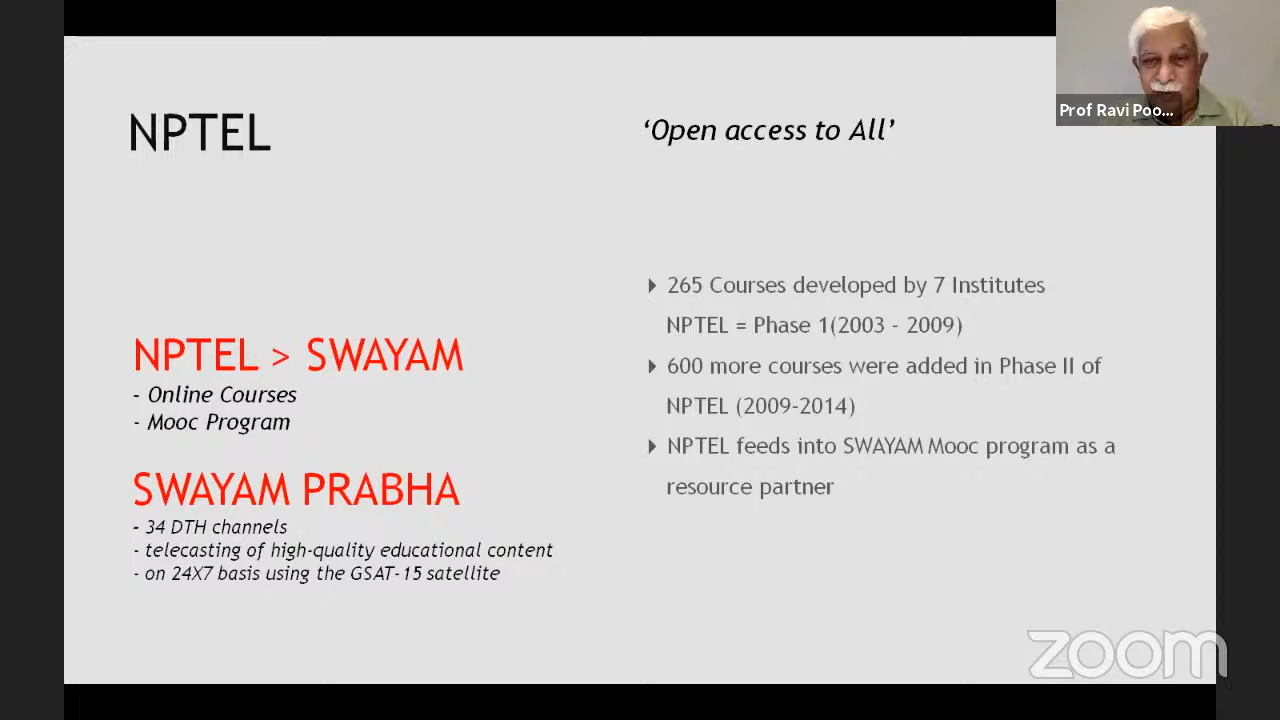 NPTEL
‘Open access to All’
NPTEL > SWAYAM
- Online Courses
- Mooc Program
SWAYAM PRABHA
- 34 DTH channels
- telecasting of high-quality educational content
- on 24X7 basis using the GSAT-15 satellite
265 Courses developed by 7 Institutes
NPTEL = Phase 1(2003 - 2009)
600 more courses were added in Phase II of
NPTEL (2009-2014)
NPTEL feeds into SWAYAM Mooc program as a
resource partner
Prof Ravi Poo...
zoom